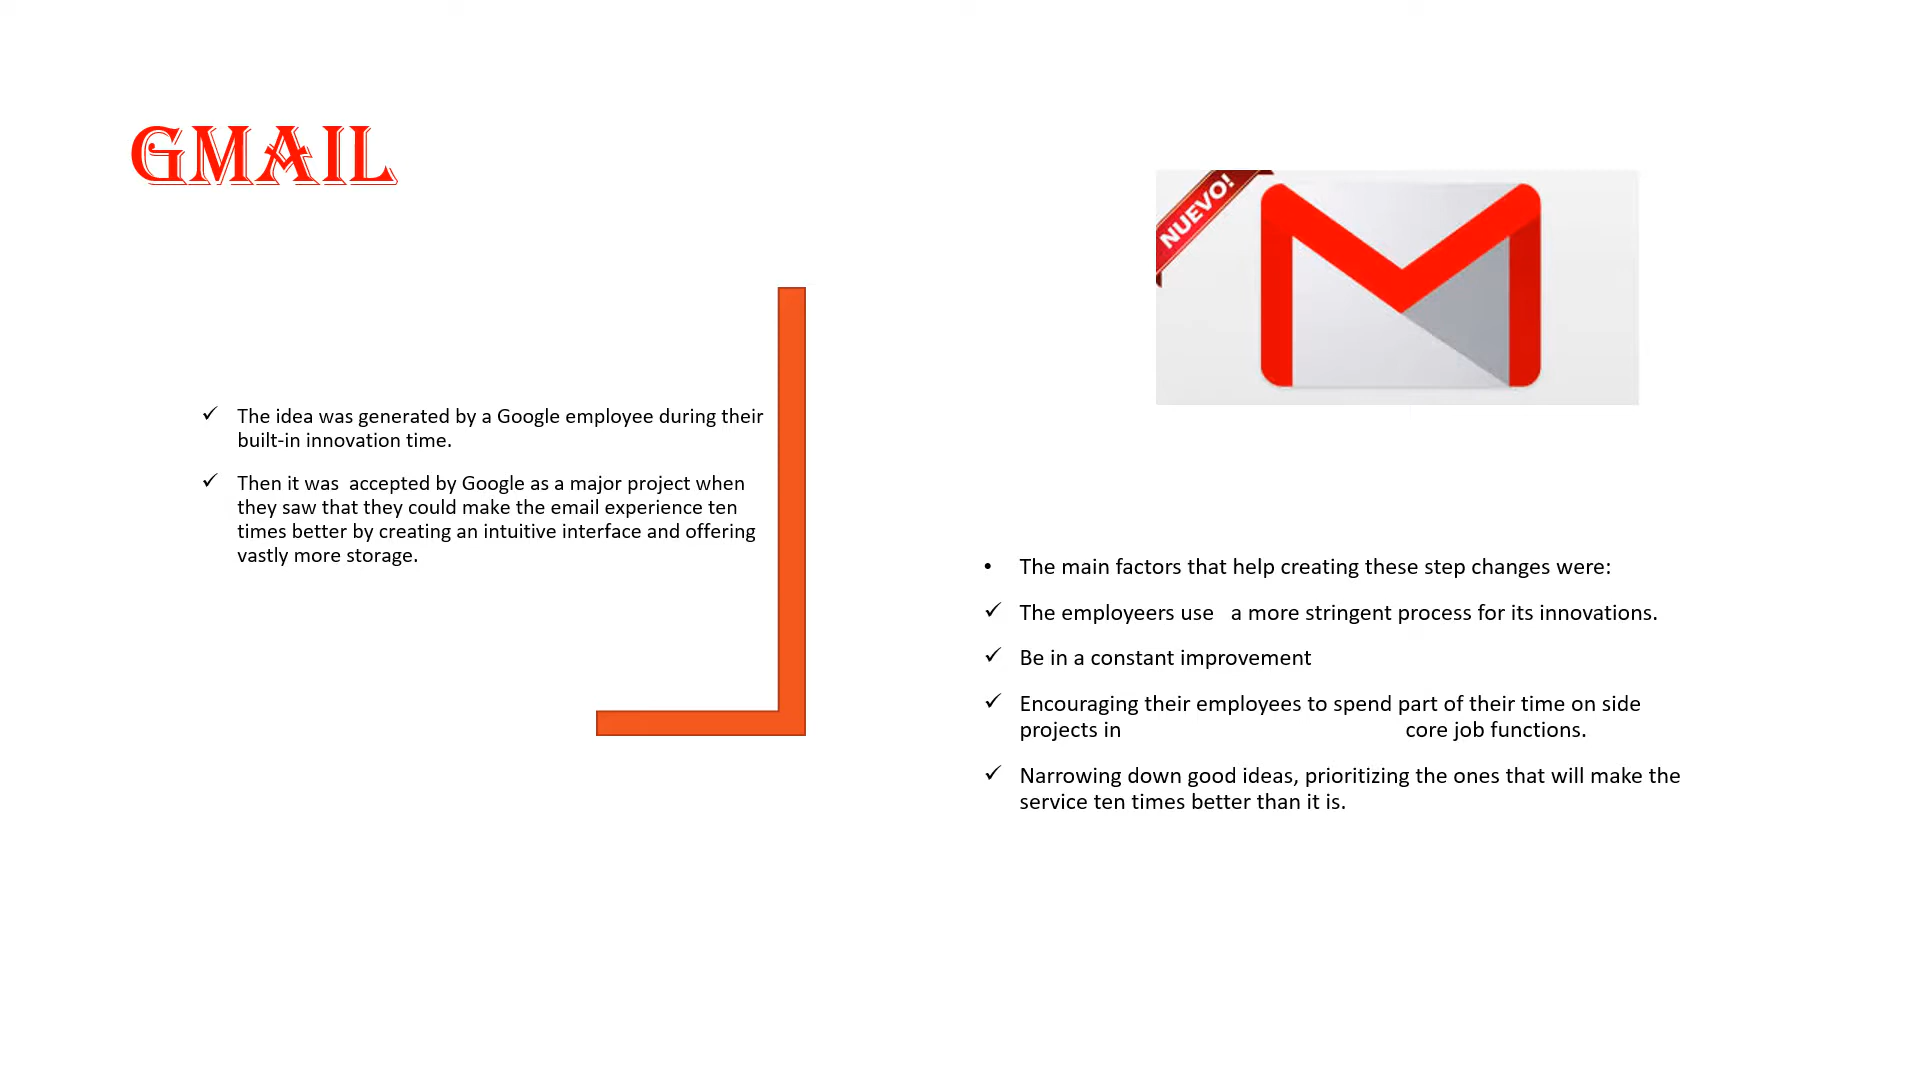 GMAIL
NUEVO!
The idea was generated by a Google employee during their
built-in innovation time.
Then it was accepted by Google as a major project when
they saw that they could make the email experience ten
times better by creating an intuitive interface and offering
vastly more storage.
The main factors that help creating these step changes were:
The employeers use a more stringent process for its innovations.
Be in a constant improvement
Encouraging their employees to spend part of their time on side
projects in core job functions.
Narrowing down good ideas, prioritizing the ones that will make the
service ten times better than it is.